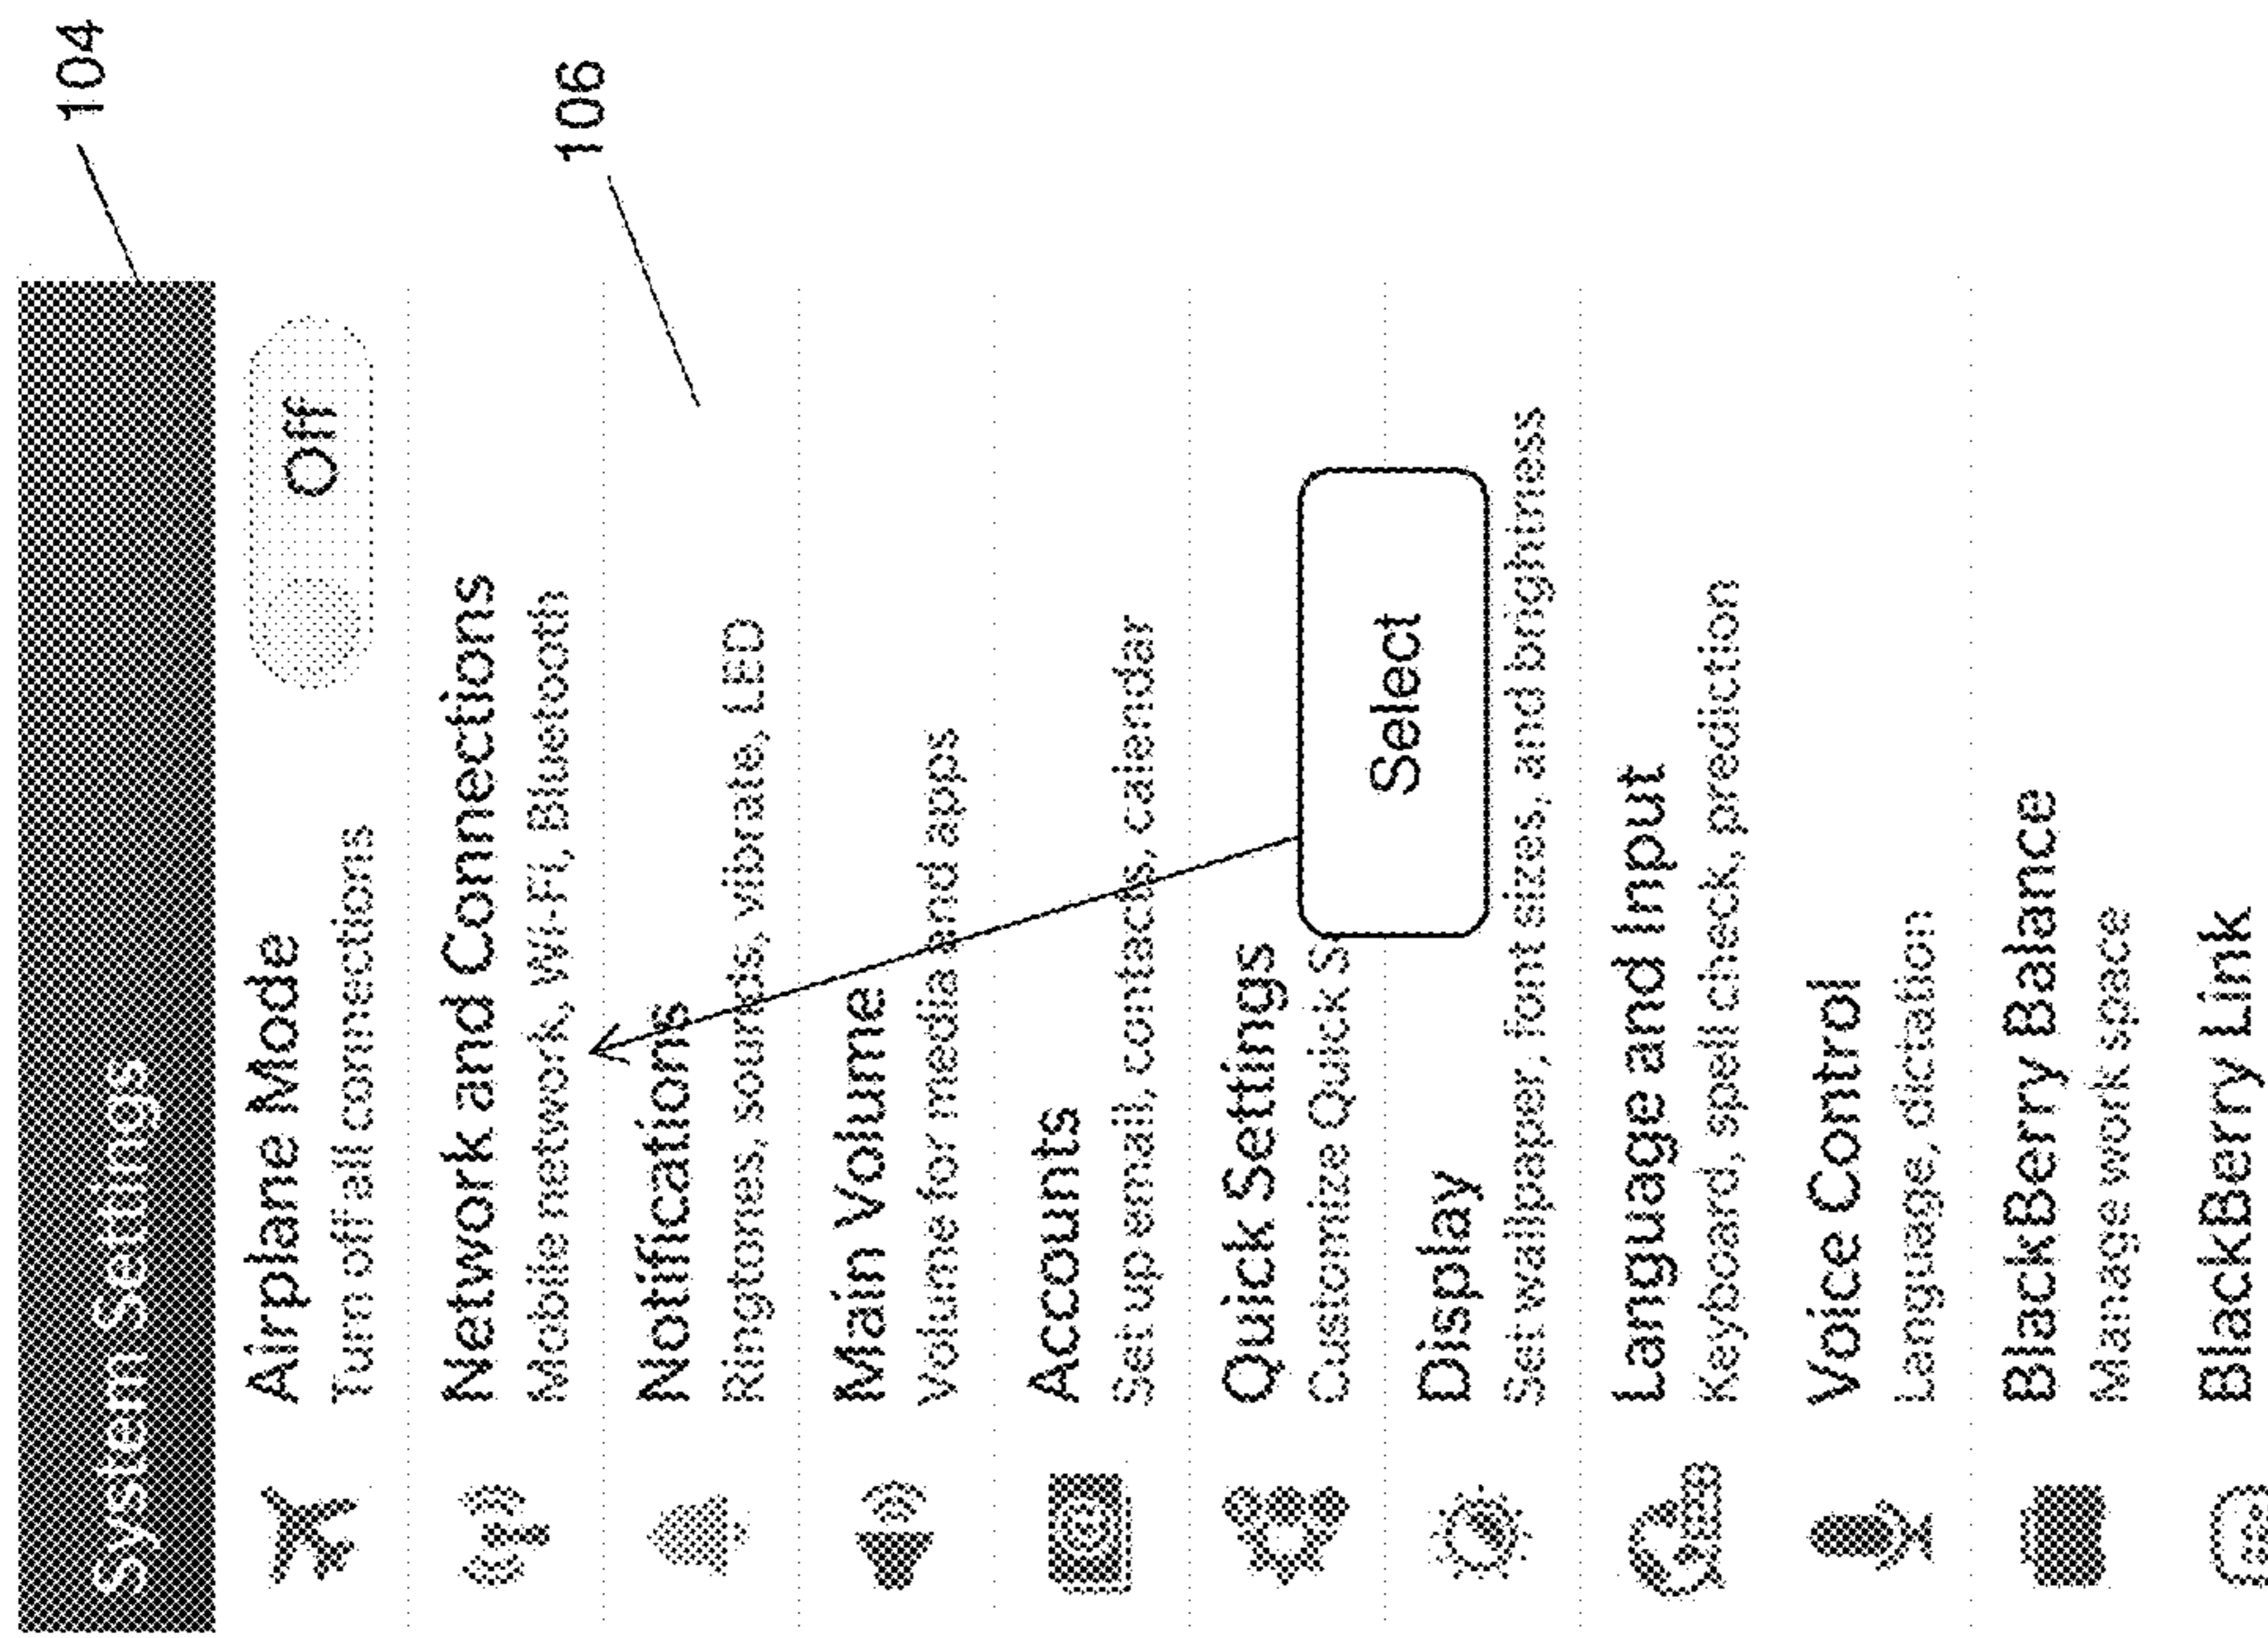 104
System Settings
Airplane Mode
Turn off all connections
Off
Network and Connections
Mobile network, Wi-Fi, Bluetooth
106
Notifications
Ringtones, sounds, vibrate, LED
Main Volume
Volume for media and apps
Accounts
Set up email, contacts, calendar
Quick Settings
Customize Quick S
Select
Display
Set wallpaper, font sizes, and brightness
Language and Input
Keyboard, spell check, prediction
Voice Control
Language, dictation
BlackBerry Balance
Manage work space
BlackBerry Link